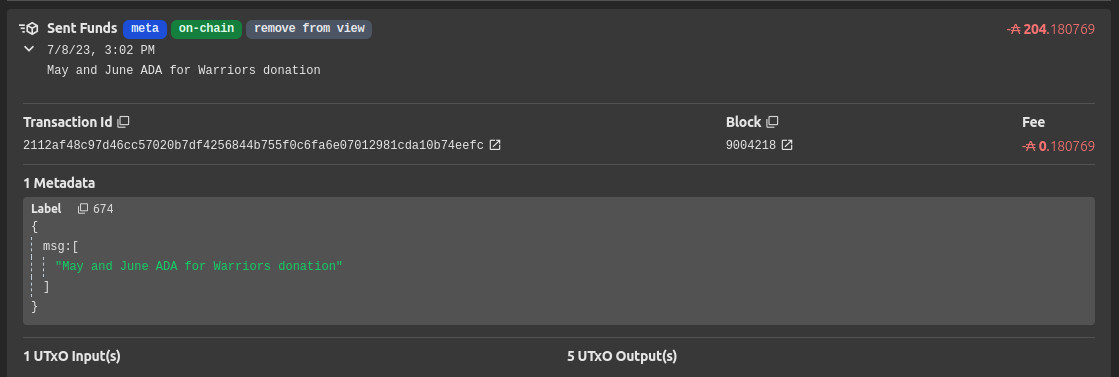 Sent Funds meta on-chain remove from view -₳ 204.180769
7/8/23, 3:02 PM
May and June ADA for Warriors donation
Transaction Id Block Fee
2112af48c97d46cc57020b7df4256844b755f0c6fa6e07012981cda10b74eefc 9004218 -₳ 0.180769
1 Metadata
Label 674
{
msg:[
"May and June ADA for Warriors donation"
]
}
1 UTxO Input(s) 5 UTxO Output(s)